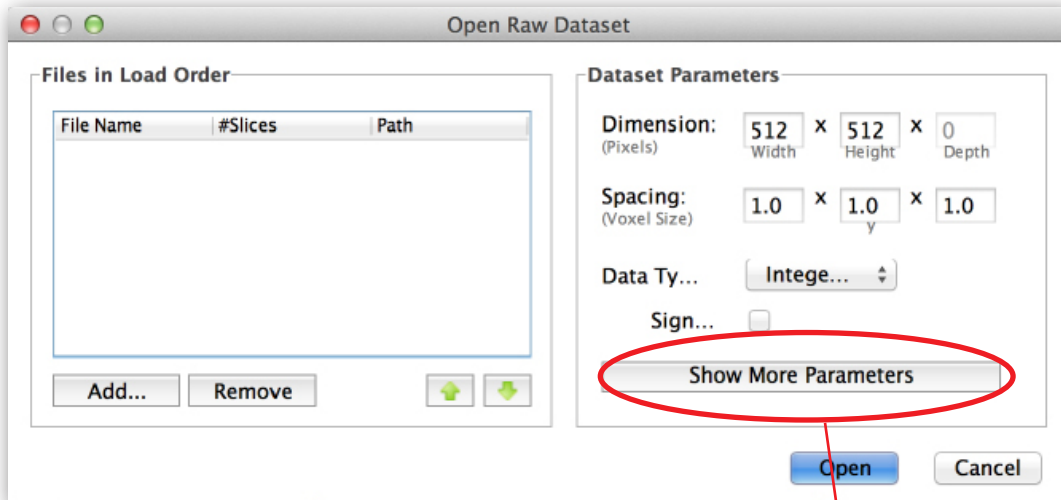 Open Raw Dataset
Files in Load Order
File Name #Slices Path
Add... Remove
Dataset Parameters
Dimension: 512 x 512 x 0
(Pixels) Width Height Depth
Spacing: 1.0 x 1.0 x 1.0
(Voxel Size) y
Data Ty... Intege...
Sign...
Show More Parameters
Open Cancel